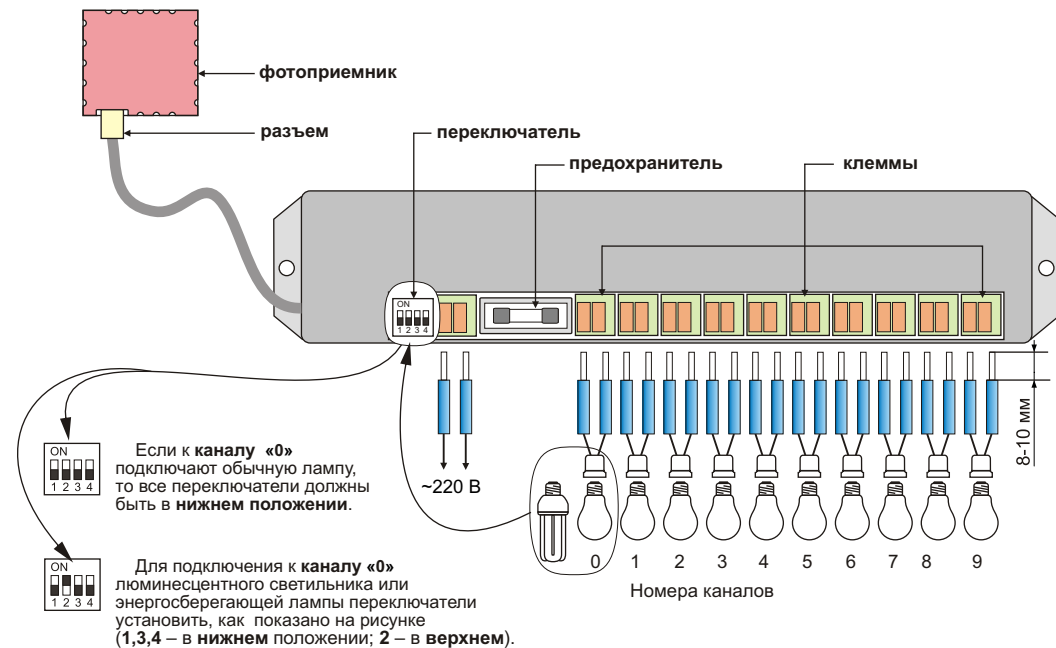 фотоприемник
разъем
переключатель
предохранитель
клеммы
ON
1 2 3 4
8-10 мм
~220 В
ON
1 2 3 4
Если к каналу «0»
подключают обычную лампу,
то все переключатели должны
быть в нижнем положении.
0 1 2 3 4 5 6 7 8 9
Номера каналов
ON
1 2 3 4
Для подключения к каналу «0»
люминесцентного светильника или
энергосберегающей лампы переключатели
установить, как показано на рисунке
(1,3,4 – в нижнем положении; 2 – в верхнем).